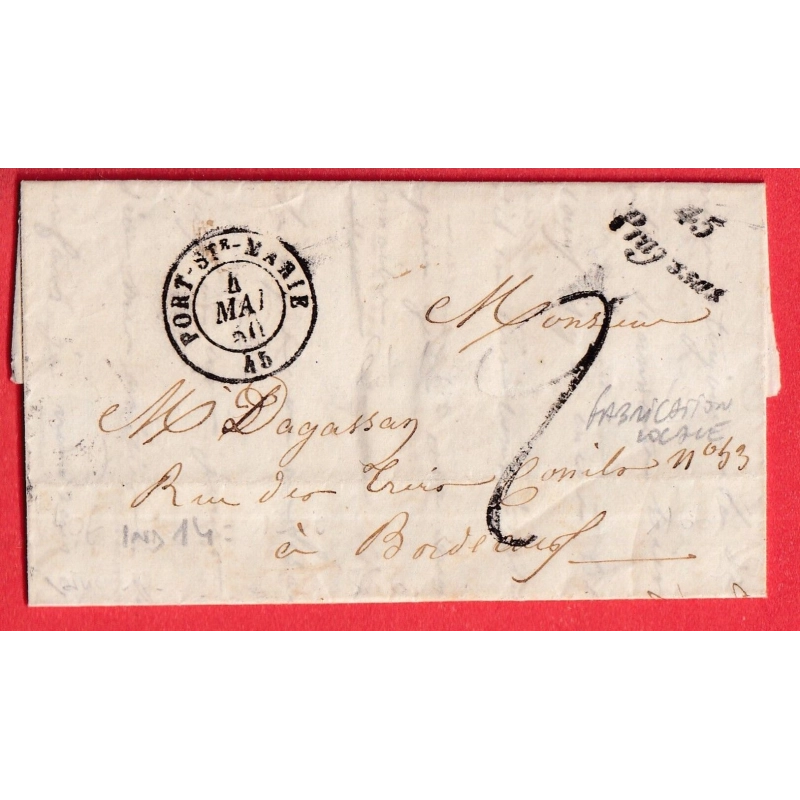 PORT-STE-MARIE
4
MAI
50
45
45
Prayssas
2
Monsieur
Mr Dagassan
Rue des Trois Conils n° 53
à Bordeaux
FABRICATION
LOCALE
IND 14